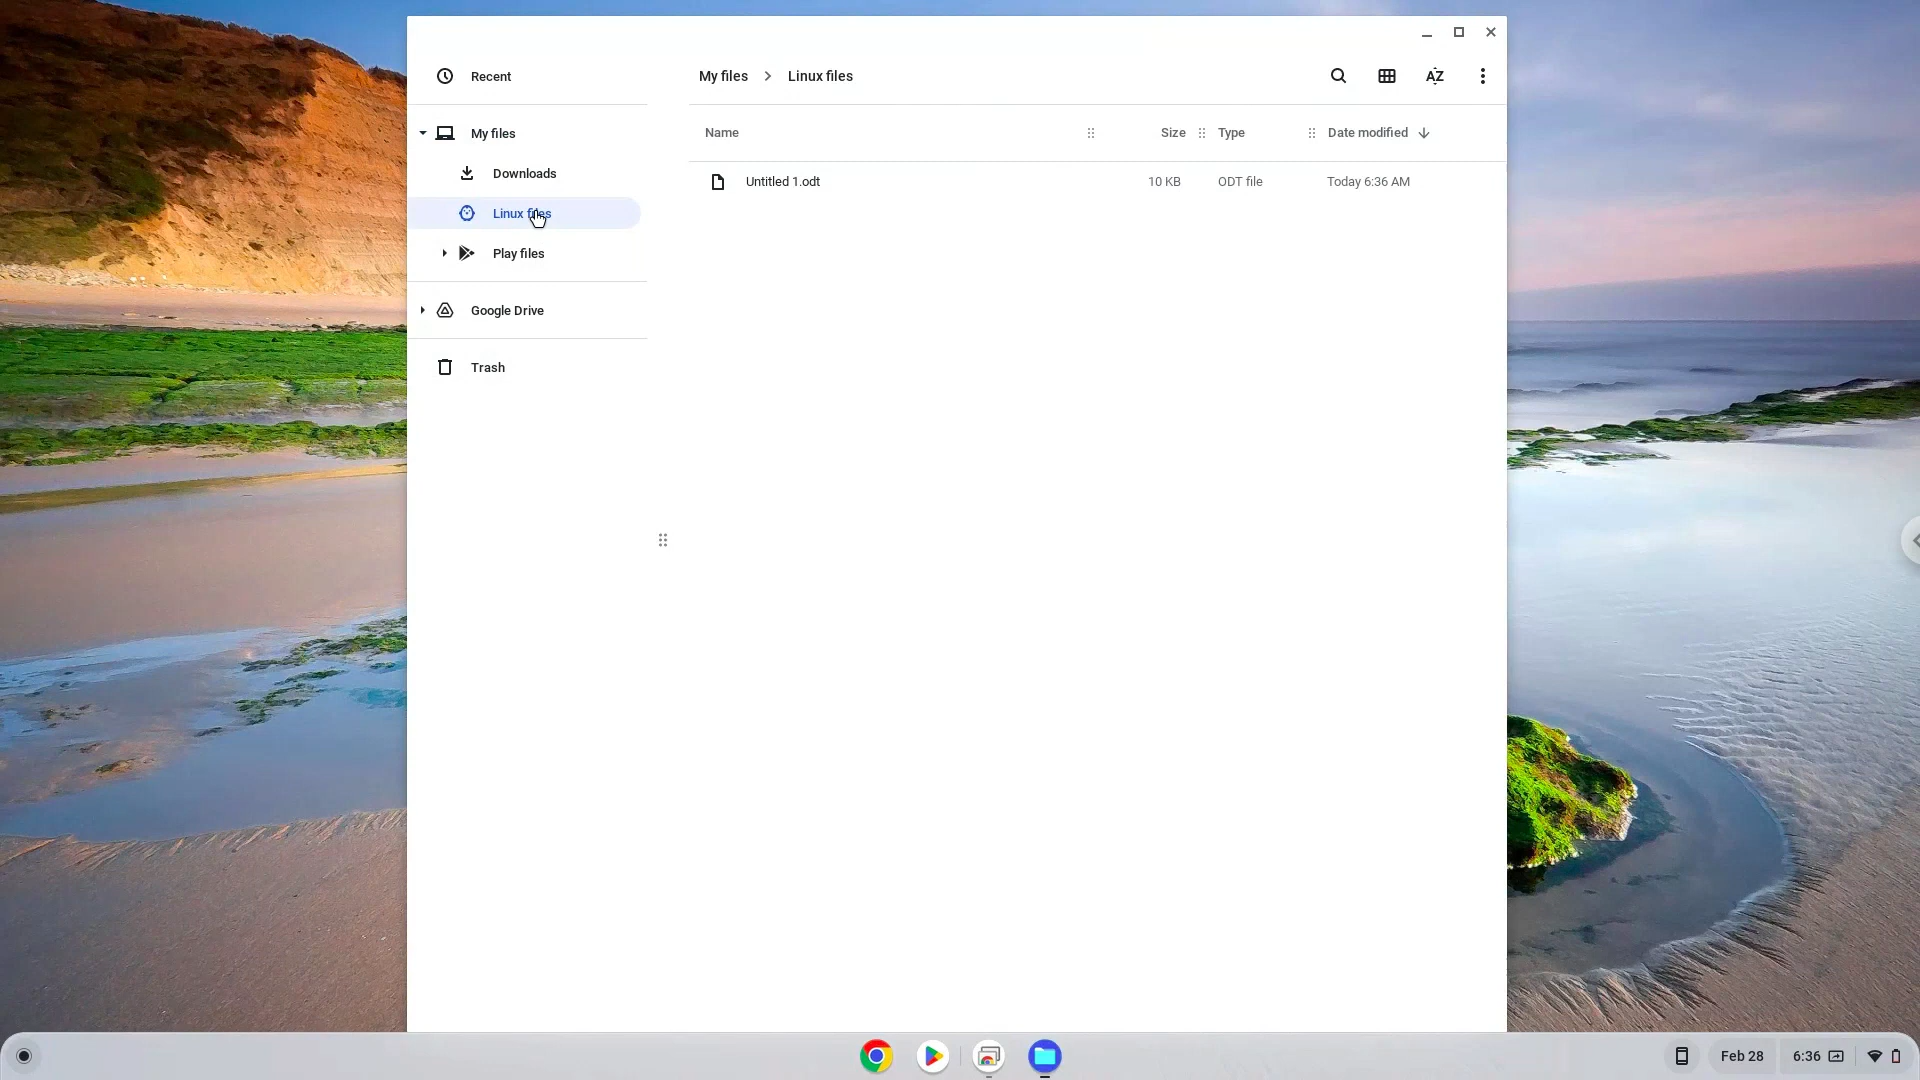 Recent
My files > Linux files
AZ
My files
Name Size Type Date modified
Downloads
Untitled 1.odt 10 KB ODT file Today 6:36 AM
Linux files
Play files
Google Drive
Trash
Feb 28 6:36